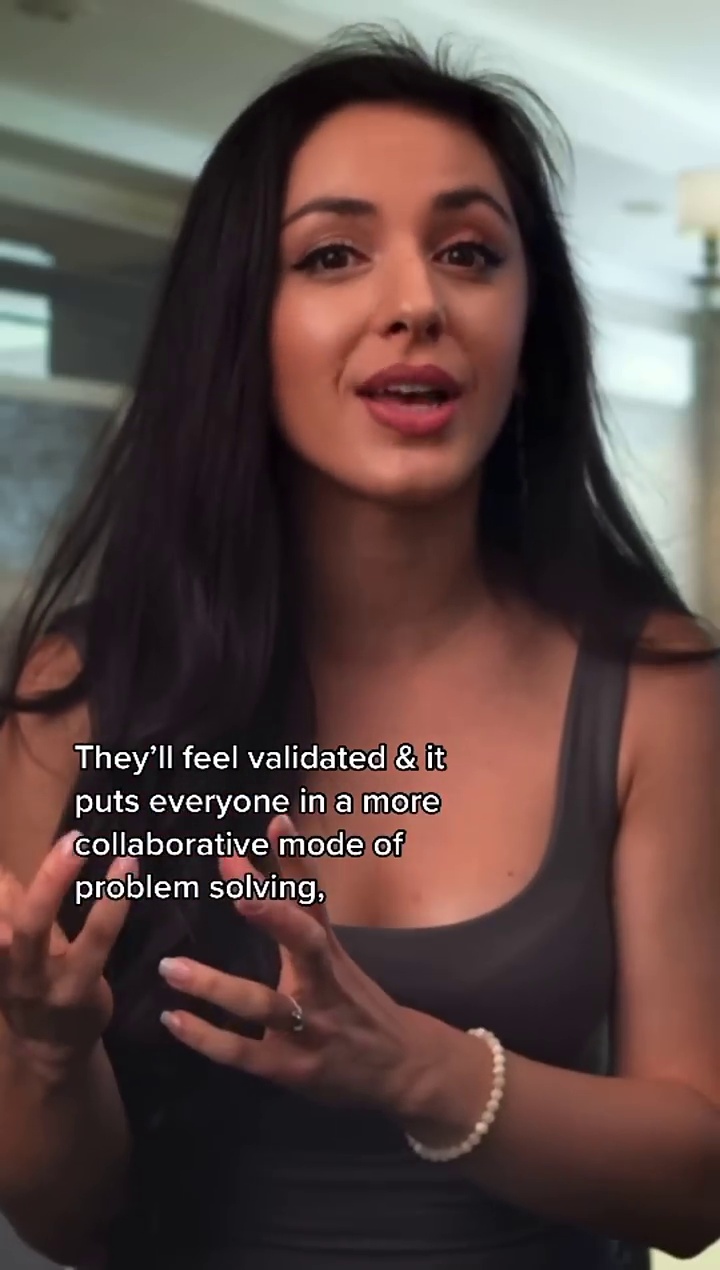 They’ll feel validated & it
puts everyone in a more
collaborative mode of
problem solving,